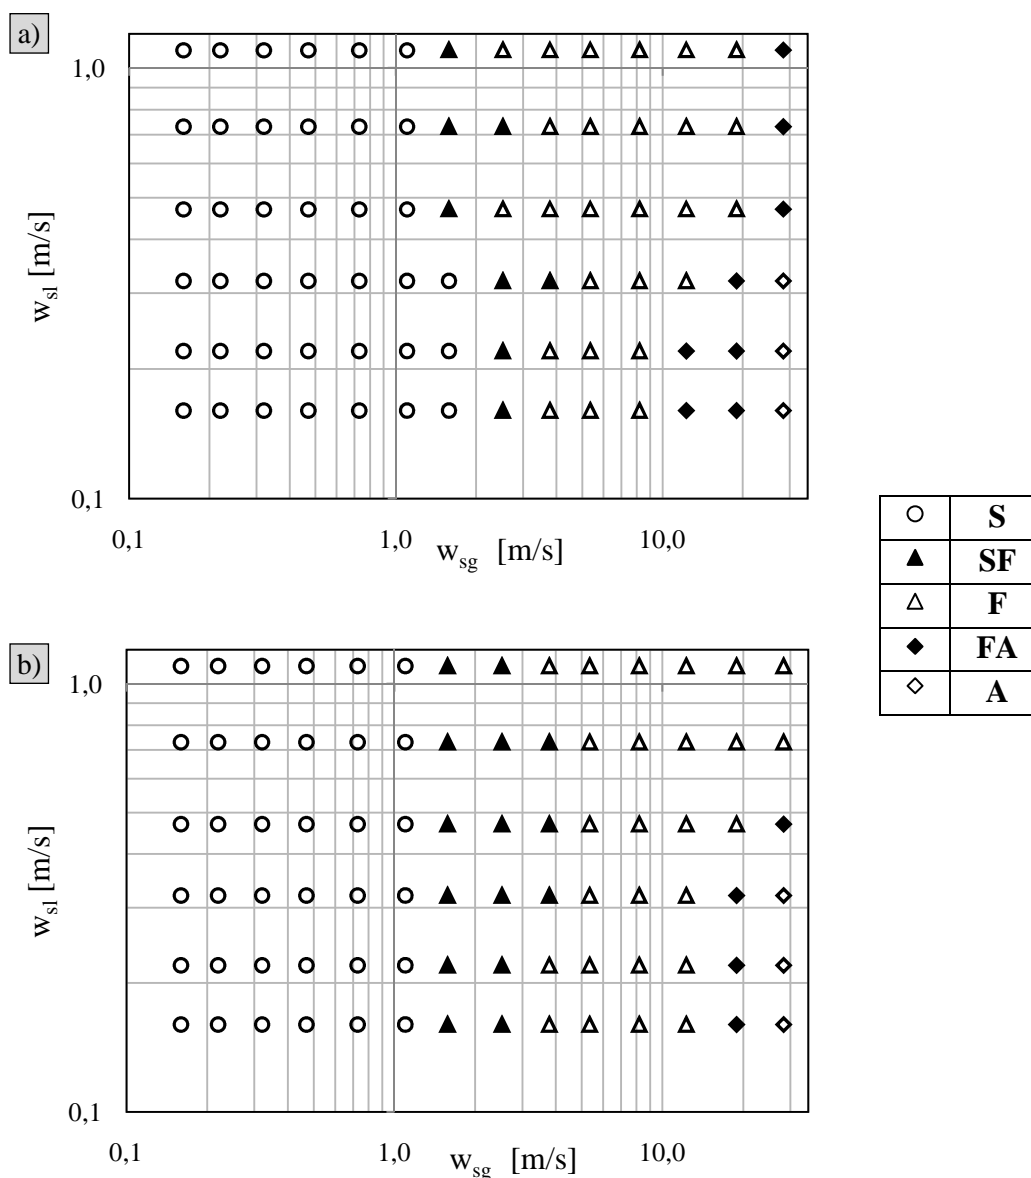 a)
1,0
w_sl [m/s]
0,1
0,1 1,0 10,0
w_sg [m/s]
S
SF
F
FA
A
b)
1,0
w_sl [m/s]
0,1
0,1 1,0 10,0
w_sg [m/s]